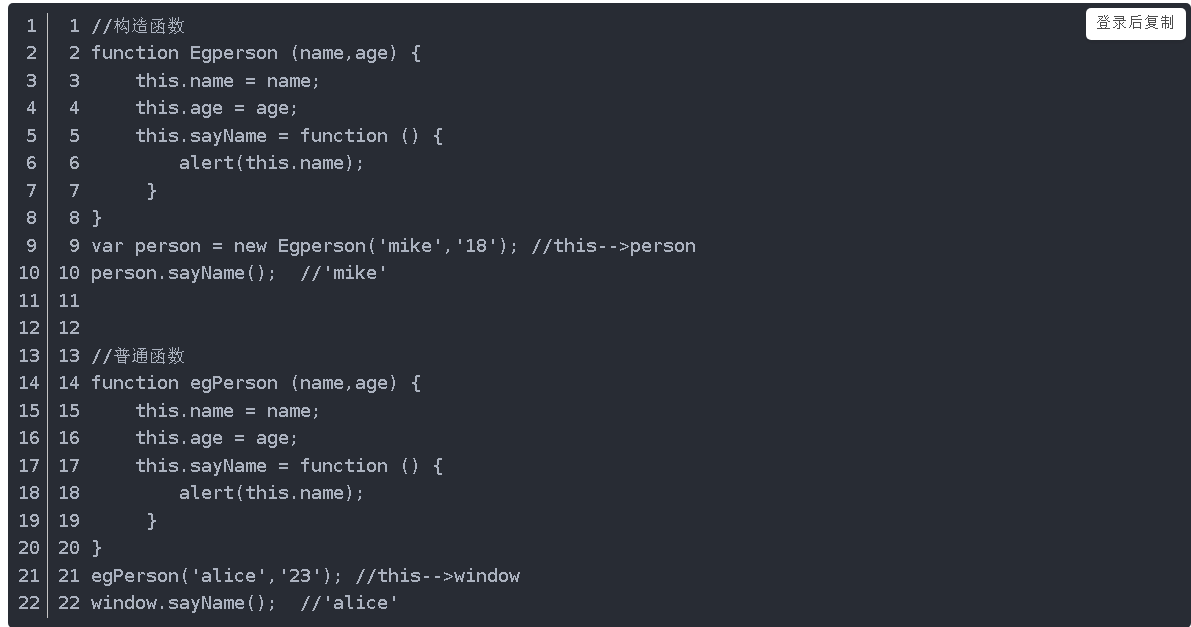 登录后复制
1 1 //构造函数
2 2 function Egperson (name,age) {
3 3     this.name = name;
4 4     this.age = age;
5 5     this.sayName = function () {
6 6         alert(this.name);
7 7      }
8 8 }
9 9 var person = new Egperson('mike','18'); //this-->person
10 10 person.sayName();  //'mike'
11 11
12 12
13 13 //普通函数
14 14 function egPerson (name,age) {
15 15     this.name = name;
16 16     this.age = age;
17 17     this.sayName = function () {
18 18         alert(this.name);
19 19      }
20 20 }
21 21 egPerson('alice','23'); //this-->window
22 22 window.sayName();  //'alice'